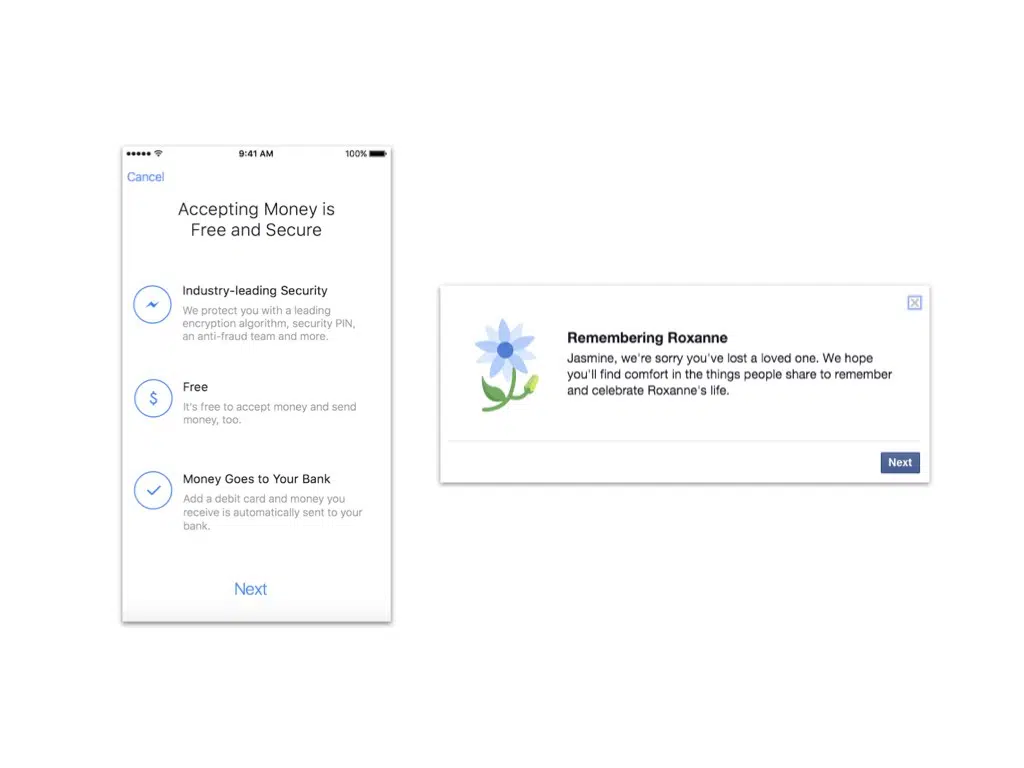 9:41 AM
100%
Cancel
Accepting Money is
Free and Secure
Industry-leading Security
We protect you with a leading
encryption algorithm, security PIN,
an anti-fraud team and more.
$
Free
It's free to accept money and send
money, too.
Money Goes to Your Bank
Add a debit card and money you
receive is automatically sent to your
bank.
Next
Remembering Roxanne
Jasmine, we're sorry you've lost a loved one. We hope
you'll find comfort in the things people share to remember
and celebrate Roxanne's life.
Next